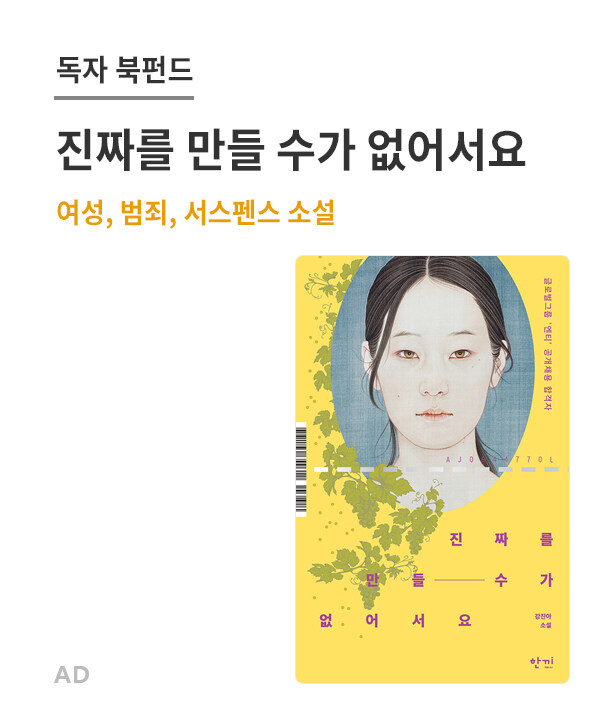 독자 북펀드
진짜를 만들 수가 없어서요
여성, 범죄, 서스펜스 소설
글로벌그룹 '엔티' 공개채용 합격자
진 짜 를
만 들 수 가
없 어 서 요
강진아
소설
한끼
AD